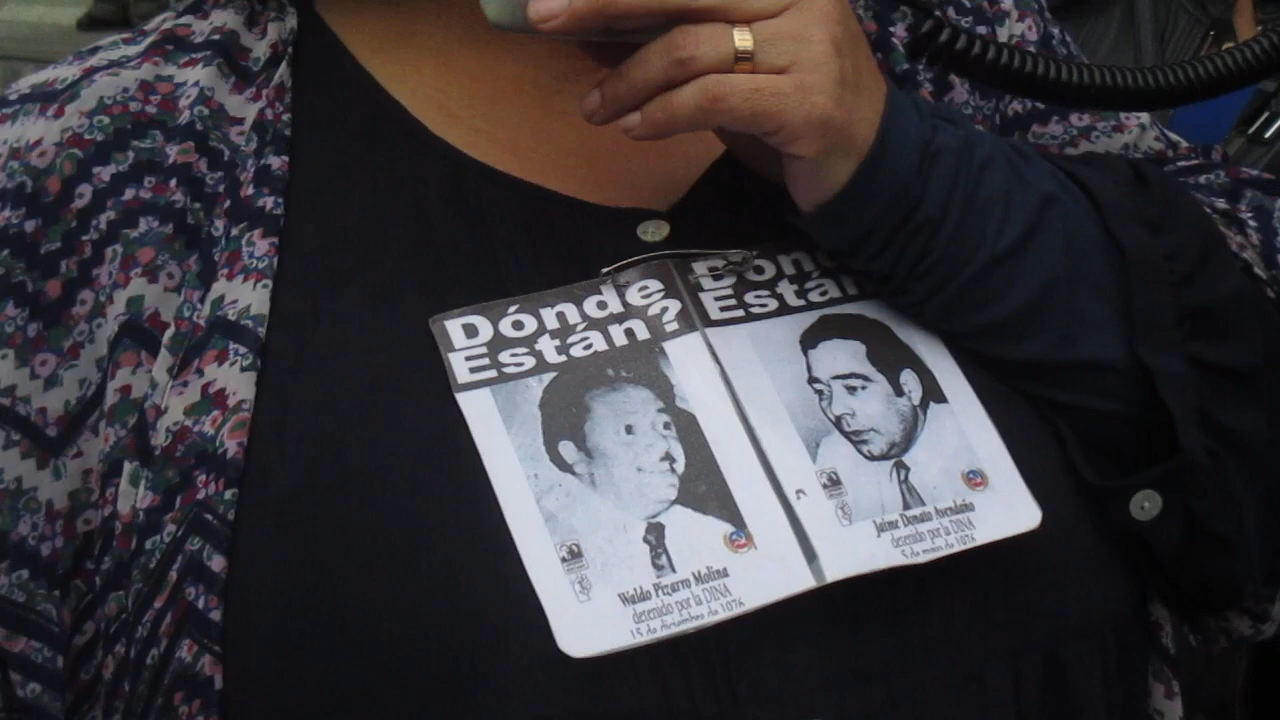 Dónde
Están?
Waldo Pizarro Molina
detenido por la DINA
15 de diciembre de 1976
Dón
Están
Jaime Donato Avendaño
detenido por la DINA
5 de mayo de 1976